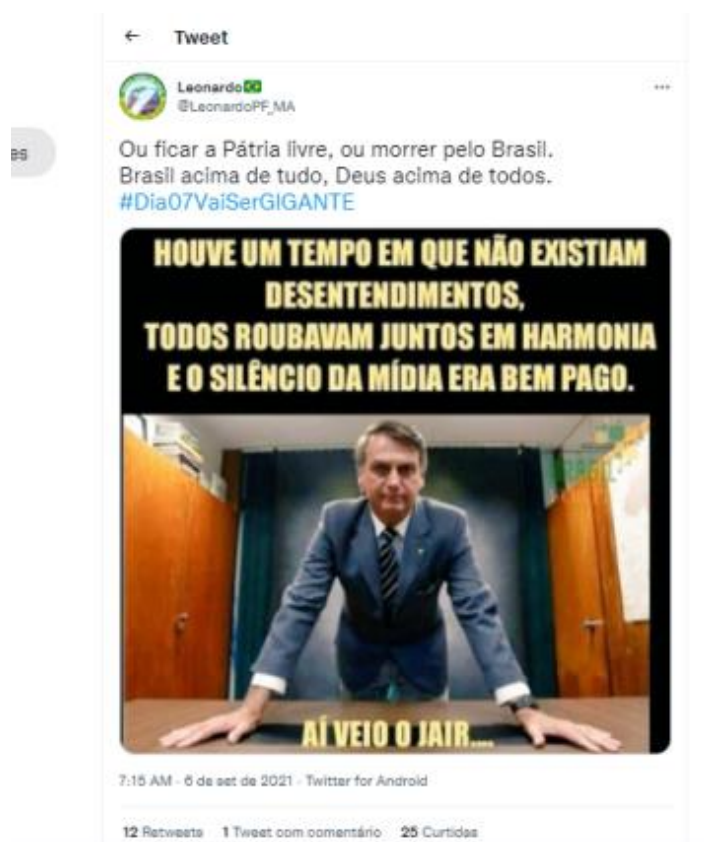 ← Tweet
Leonardo🇧🇷
@LeonardoPF_MA
es
Ou ficar a Pátria livre, ou morrer pelo Brasil.
Brasil acima de tudo, Deus acima de todos.
#Dia07VaiSerGIGANTE
HOUVE UM TEMPO EM QUE NÃO EXISTIAM
DESENTENDIMENTOS,
TODOS ROUBAVAM JUNTOS EM HARMONIA
E O SILÊNCIO DA MÍDIA ERA BEM PAGO.
AÍ VEIO O JAIR....
7:15 AM · 6 de set de 2021 · Twitter for Android
12 Retweets 1 Tweet com comentário 25 Curtidas